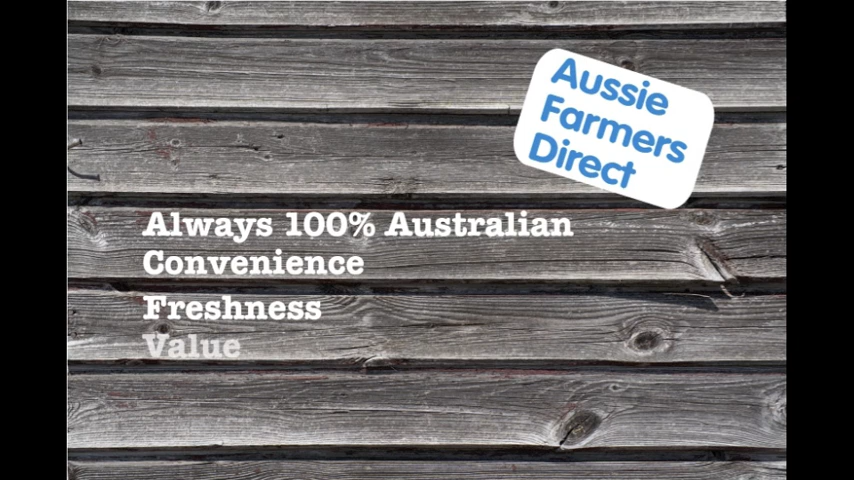 Aussie
Farmers
Direct
Always 100% Australian
Convenience
Freshness
Value